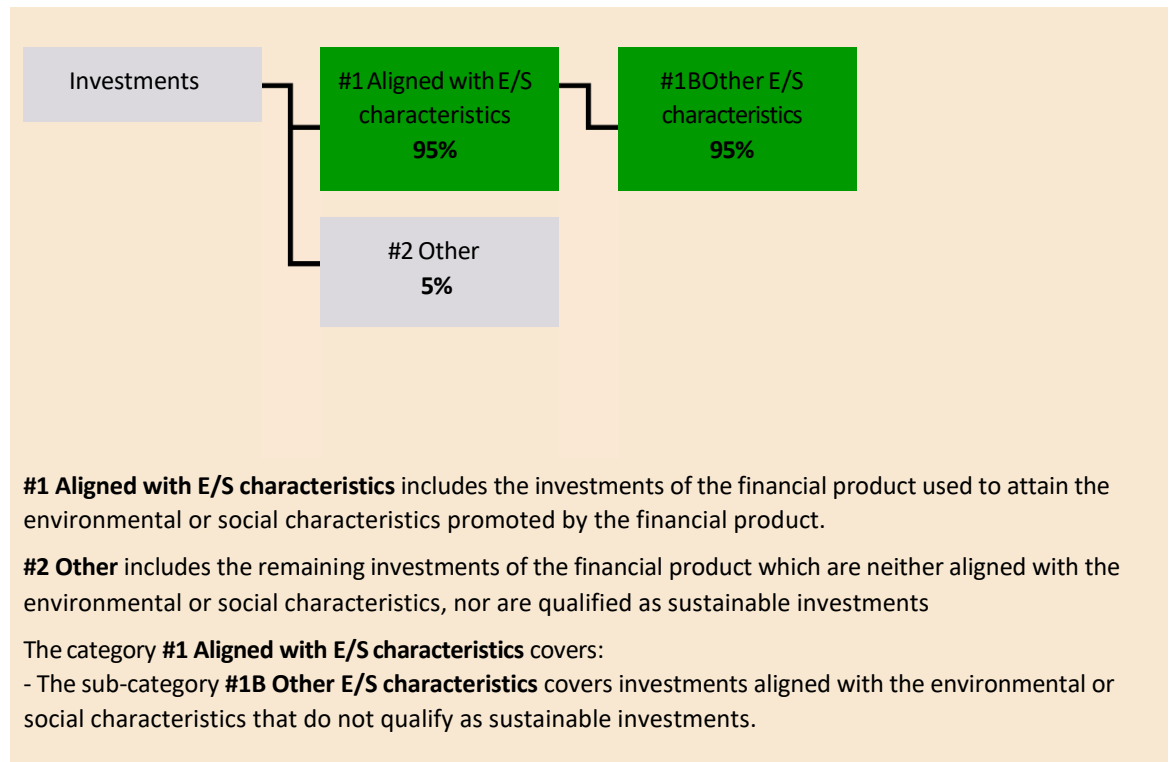 Investments
#1 Aligned with E/S
characteristics
95%
#1BOther E/S
characteristics
95%
#2 Other
5%
#1 Aligned with E/S characteristics includes the investments of the financial product used to attain the
environmental or social characteristics promoted by the financial product.
#2 Other includes the remaining investments of the financial product which are neither aligned with the
environmental or social characteristics, nor are qualified as sustainable investments
The category #1 Aligned with E/S characteristics covers:
- The sub-category #1B Other E/S characteristics covers investments aligned with the environmental or
social characteristics that do not qualify as sustainable investments.